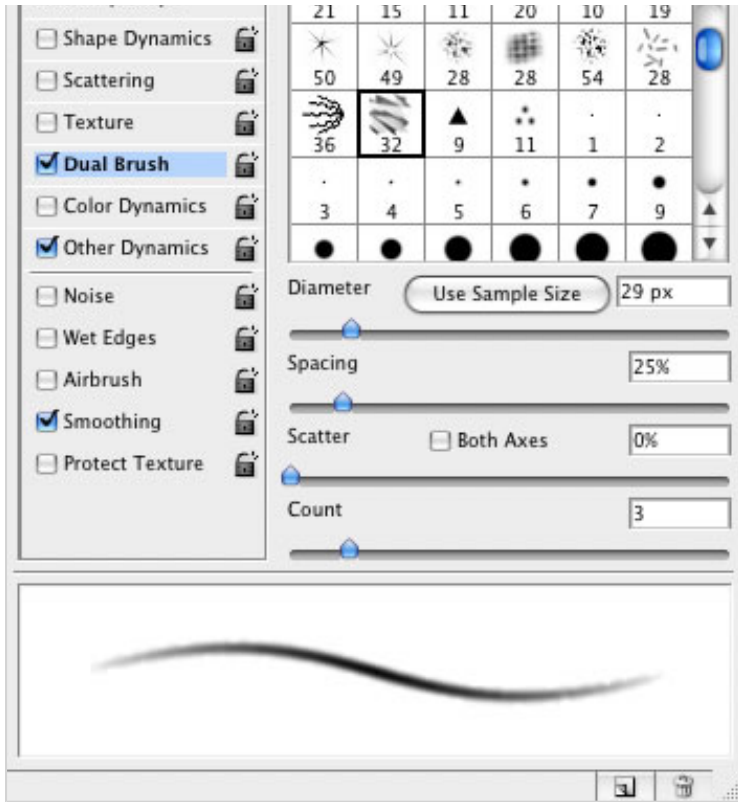 21 15 11 20 10 19
Shape Dynamics
50 49 28 28 54 28
Scattering
Texture
36 32 9 11 1 2
Dual Brush
Color Dynamics
3 4 5 6 7 9
Other Dynamics
Noise
Wet Edges
Airbrush
Smoothing
Protect Texture
Diameter Use Sample Size 29 px
Spacing 25%
Scatter Both Axes 0%
Count 3